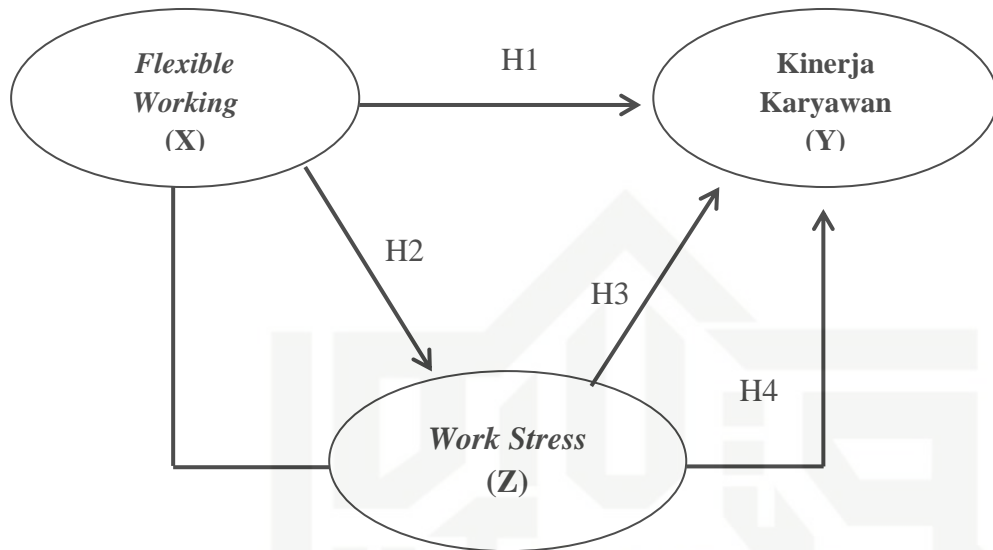 Flexible
Working
(X)
H1
Kinerja
Karyawan
(Y)
H2
H3
H4
Work Stress
(Z)